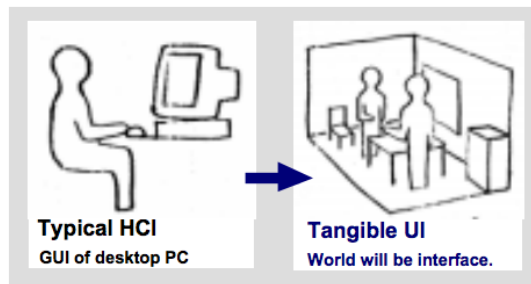 Typical HCI
GUI of desktop PC
Tangible UI
World will be interface.